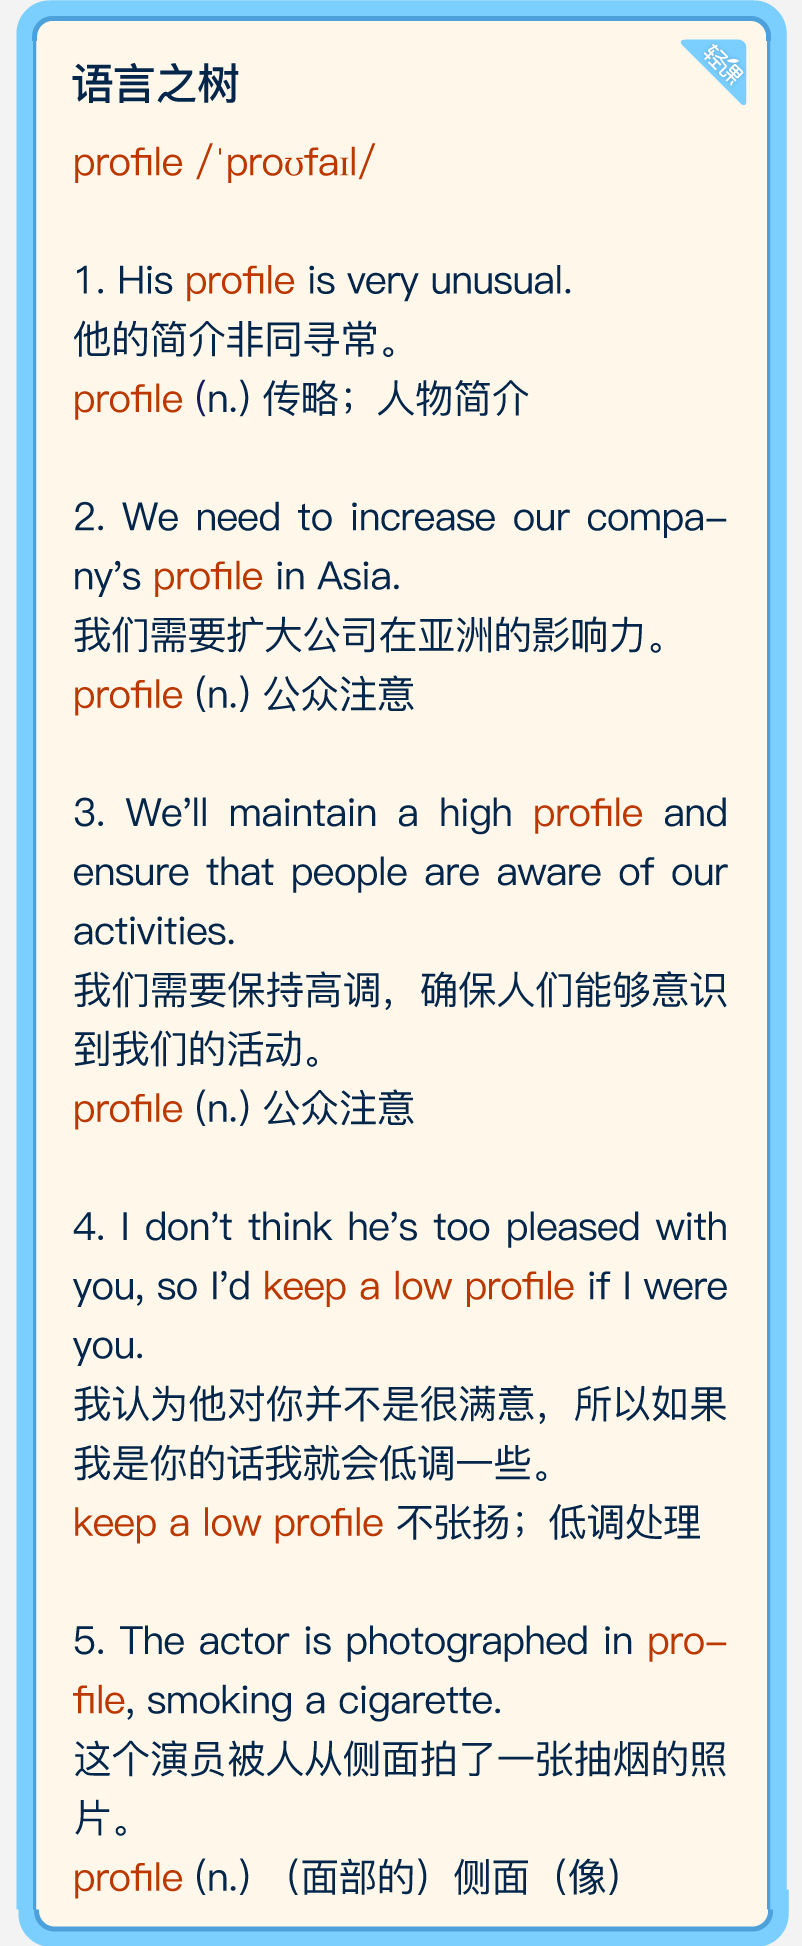 轻课
语言之树
profile /ˈproʊfaɪl/
1. His profile is very unusual.
他的简介非同寻常。
profile (n.) 传略；人物简介
2. We need to increase our compa-
ny's profile in Asia.
我们需要扩大公司在亚洲的影响力。
profile (n.) 公众注意
3. We'll maintain a high profile and
ensure that people are aware of our
activities.
我们需要保持高调，确保人们能够意识
到我们的活动。
profile (n.) 公众注意
4. I don't think he's too pleased with
you, so I'd keep a low profile if I were
you.
我认为他对你并不是很满意，所以如果
我是你的话我就会低调一些。
keep a low profile 不张扬；低调处理
5. The actor is photographed in pro-
file, smoking a cigarette.
这个演员被人从侧面拍了一张抽烟的照
片。
profile (n.) （面部的）侧面（像）